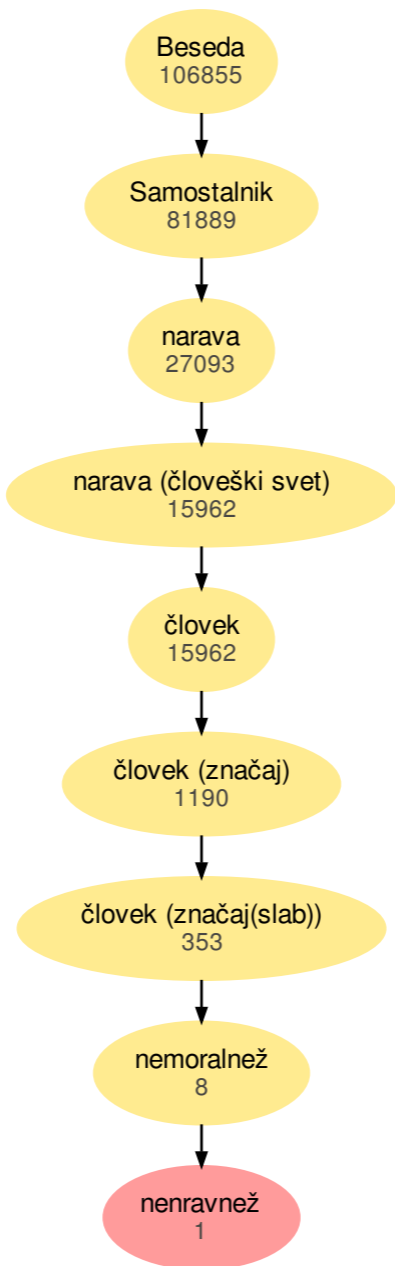 Beseda
106855
Samostalnik
81889
narava
27093
narava (človeški svet)
15962
človek
15962
človek (značaj)
1190
človek (značaj(slab))
353
nemoralnež
8
nenravnež
1